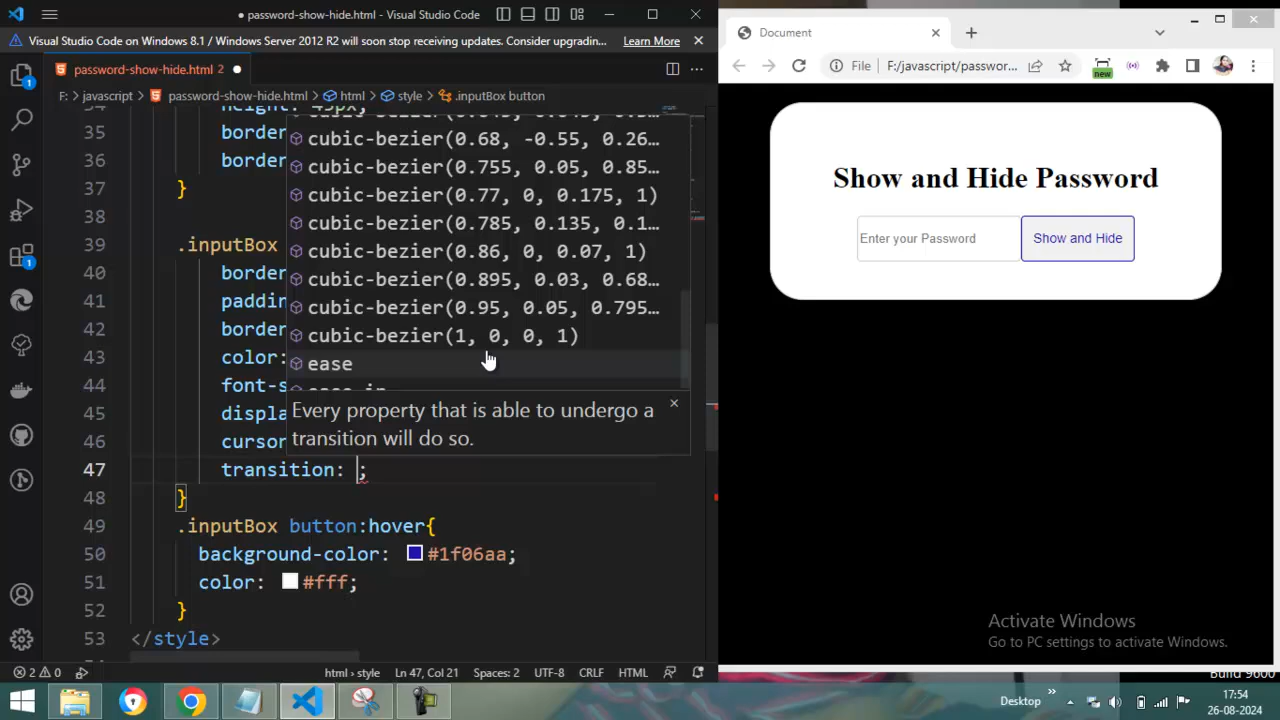 password-show-hide.html - Visual Studio Code
Visual Studio Code on Windows 8.1 / Windows Server 2012 R2 will soon stop receiving updates. Consider upgradin...
Learn More
password-show-hide.html 2
F: > javascript > password-show-hide.html > html > style > .inputBox button
35 border
36 border
37 }
38
39 .inputBox
40 border
41 paddin
42 border
43 color:
44 font-s
45 displa
46 cursor
47 transition: ;
48 }
49 .inputBox button:hover{
50 background-color: #1f06aa;
51 color: #fff;
52 }
53 </style>
cubic-bezier(0.68, -0.55, 0.26…
cubic-bezier(0.755, 0.05, 0.85…
cubic-bezier(0.77, 0, 0.175, 1)
cubic-bezier(0.785, 0.135, 0.1…
cubic-bezier(0.86, 0, 0.07, 1)
cubic-bezier(0.895, 0.03, 0.68…
cubic-bezier(0.95, 0.05, 0.795…
cubic-bezier(1, 0, 0, 1)
ease
Every property that is able to undergo a
transition will do so.
1
1
2 0
html › style
Ln 47, Col 21
Spaces: 2
UTF-8
CRLF
HTML
Document
File
F:/javascript/passwor...
new
Show and Hide Password
Enter your Password
Show and Hide
Activate Windows
Go to PC settings to activate Windows.
Build 9600
Desktop
17:54
26-08-2024